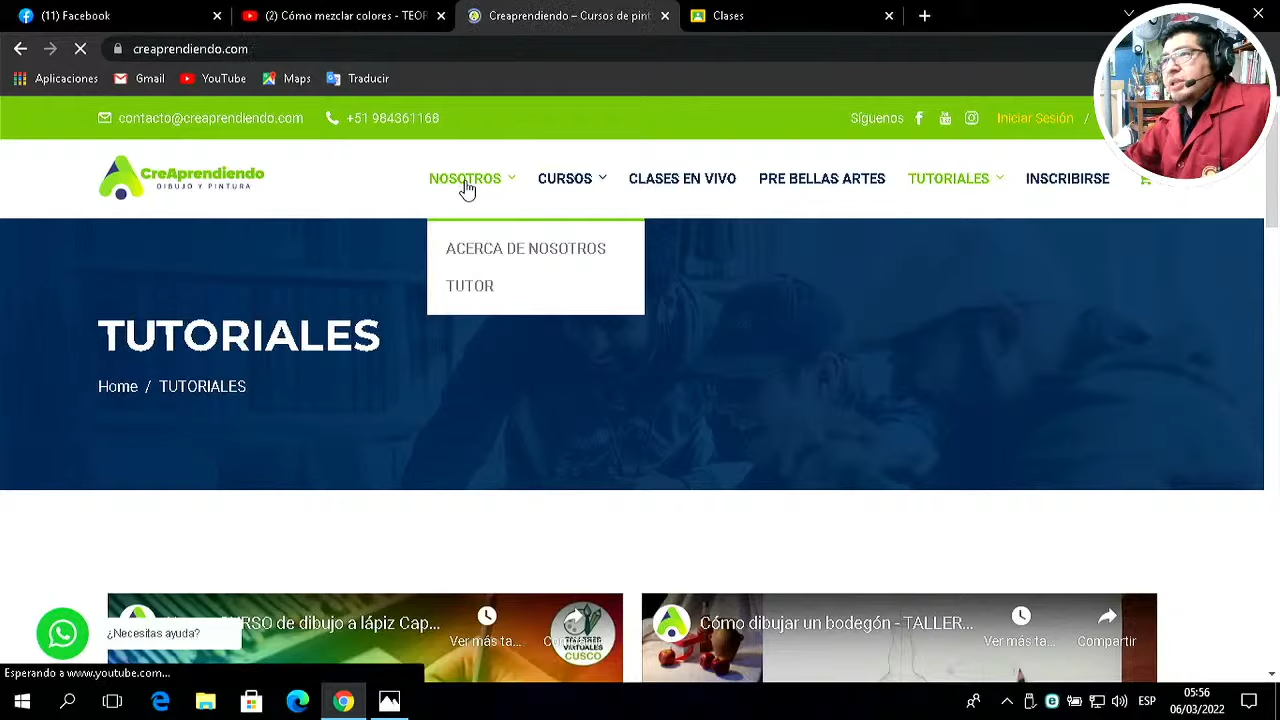 (11) Facebook
(2) Cómo mezclar colores - TEOR
Creaprendiendo – Cursos de pint
Clases
creaprendiendo.com
Aplicaciones
Gmail
YouTube
Maps
Traducir
contacto@creaprendiendo.com
+51 984361168
Síguenos
Iniciar Sesión /
CreAprendiendo
DIBUJO Y PINTURA
NOSOTROS
CURSOS
CLASES EN VIVO
PRE BELLAS ARTES
TUTORIALES
INSCRIBIRSE
ACERCA DE NOSOTROS
TUTOR
TUTORIALES
Home / TUTORIALES
RSO de dibujo a lápiz Cap...
Ver más ta...
VIRTUALES
CUSCO
Cómo dibujar un bodegón - TALLER...
Ver más ta...
Compartir
¿Necesitas ayuda?
Esperando a www.youtube.com...
ESP
05:56
06/03/2022